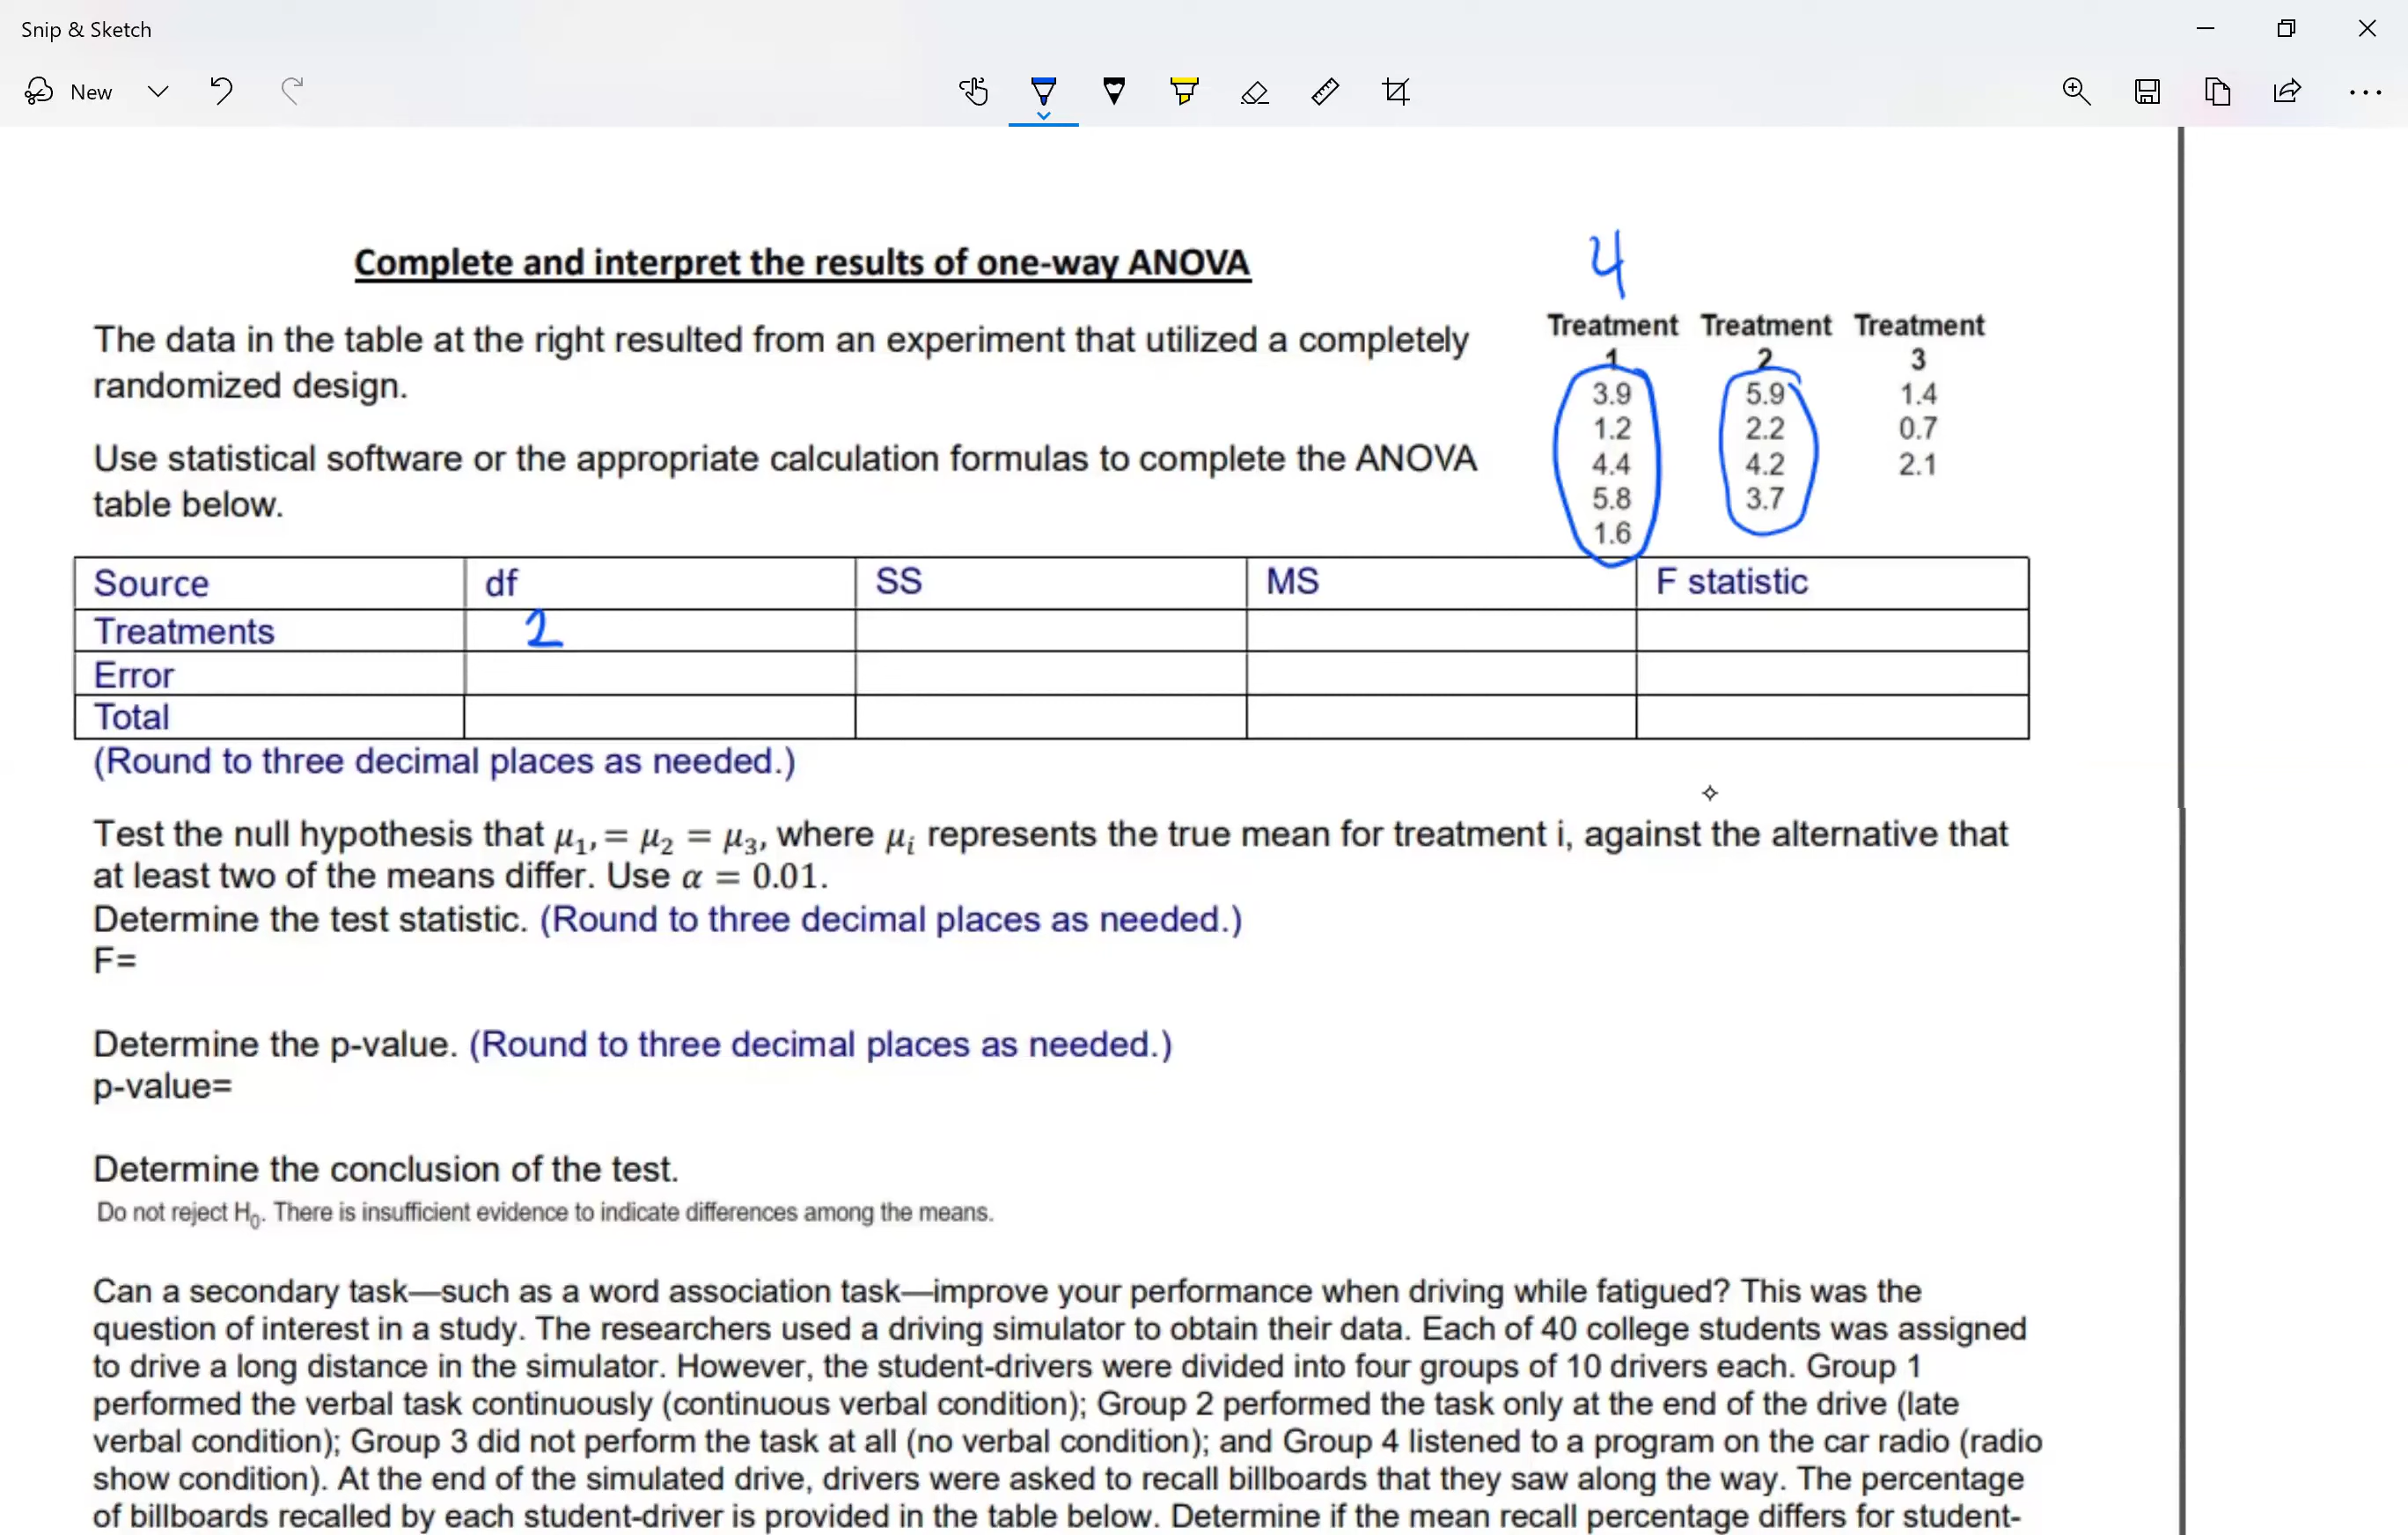 Snip & Sketch
New
Complete and interpret the results of one-way ANOVA
4
The data in the table at the right resulted from an experiment that utilized a completely
randomized design.
Use statistical software or the appropriate calculation formulas to complete the ANOVA
table below.
Treatment Treatment Treatment
1 2 3
3.9 5.9 1.4
1.2 2.2 0.7
4.4 4.2 2.1
5.8 3.7
1.6
Source df SS MS F statistic
Treatments 2
Error
Total
(Round to three decimal places as needed.)
Test the null hypothesis that μ₁, = μ₂ = μ₃, where μᵢ represents the true mean for treatment i, against the alternative that
at least two of the means differ. Use α = 0.01.
Determine the test statistic. (Round to three decimal places as needed.)
F=
Determine the p-value. (Round to three decimal places as needed.)
p-value=
Determine the conclusion of the test.
Do not reject H₀. There is insufficient evidence to indicate differences among the means.
Can a secondary task—such as a word association task—improve your performance when driving while fatigued? This was the
question of interest in a study. The researchers used a driving simulator to obtain their data. Each of 40 college students was assigned
to drive a long distance in the simulator. However, the student-drivers were divided into four groups of 10 drivers each. Group 1
performed the verbal task continuously (continuous verbal condition); Group 2 performed the task only at the end of the drive (late
verbal condition); Group 3 did not perform the task at all (no verbal condition); and Group 4 listened to a program on the car radio (radio
show condition). At the end of the simulated drive, drivers were asked to recall billboards that they saw along the way. The percentage
of billboards recalled by each student-driver is provided in the table below. Determine if the mean recall percentage differs for student-